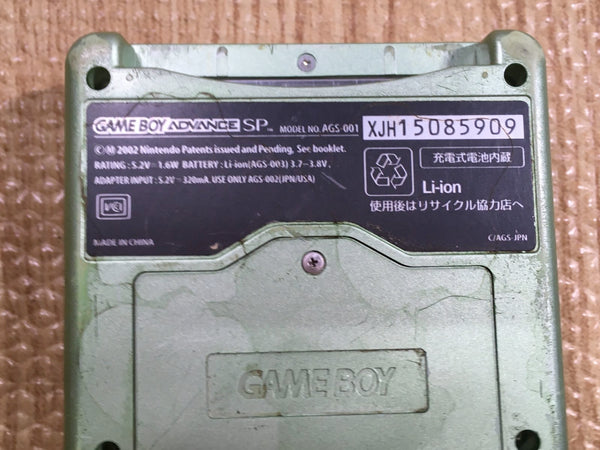 GAME BOY ADVANCE SP™ MODEL NO. AGS-001
XJH15085909
©Ⓜ 2002 Nintendo Patents issued and Pending. See booklet.
RATING : 5.2V⎓1.6W BATTERY : Li-ion(AGS-003) 3.7⎓3.8V,
ADAPTER INPUT : 5.2V⎓320mA. USE ONLY AGS-002(JPN/USA)
充電式電池内蔵
Li-ion
使用後はリサイクル協力店へ
MADE IN CHINA
C/AGS-JPN
GAME BOY